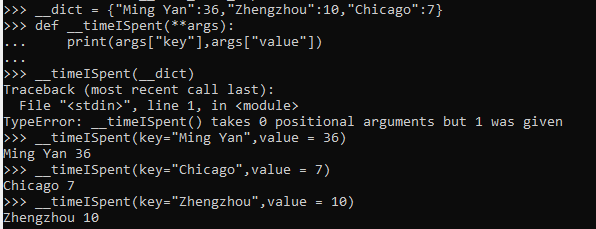 >>> __dict = {"Ming Yan":36,"Zhengzhou":10,"Chicago":7}
>>> def __timeISpent(**args):
...     print(args["key"],args["value"])
...
>>> __timeISpent(__dict)
Traceback (most recent call last):
  File "<stdin>", line 1, in <module>
TypeError: __timeISpent() takes 0 positional arguments but 1 was given
>>> __timeISpent(key="Ming Yan",value = 36)
Ming Yan 36
>>> __timeISpent(key="Chicago",value = 7)
Chicago 7
>>> __timeISpent(key="Zhengzhou",value = 10)
Zhengzhou 10